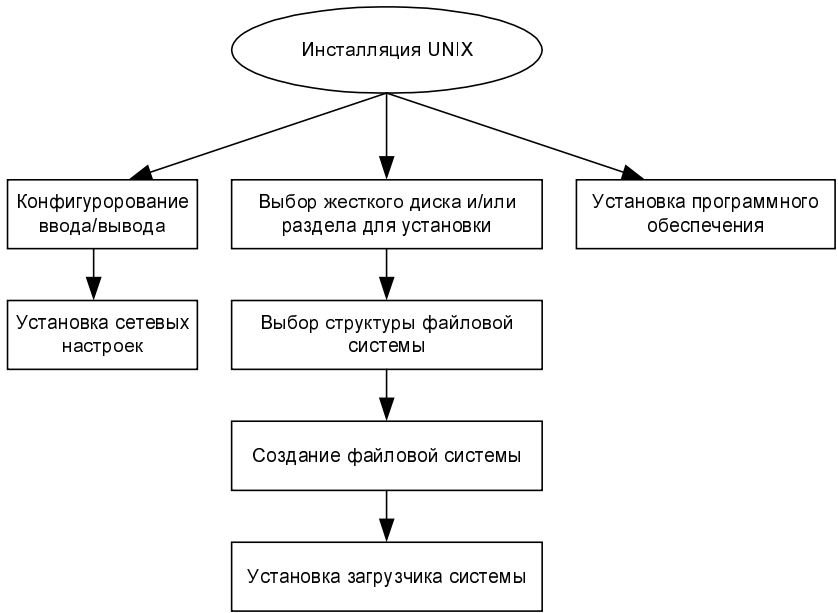 Инсталляция UNIX
Конфигурорование
ввода/вывода
Выбор жесткого диска и/или
раздела для установки
Установка программного
обеспечения
Установка сетевых
настроек
Выбор структуры файловой
системы
Создание файловой системы
Установка загрузчика системы